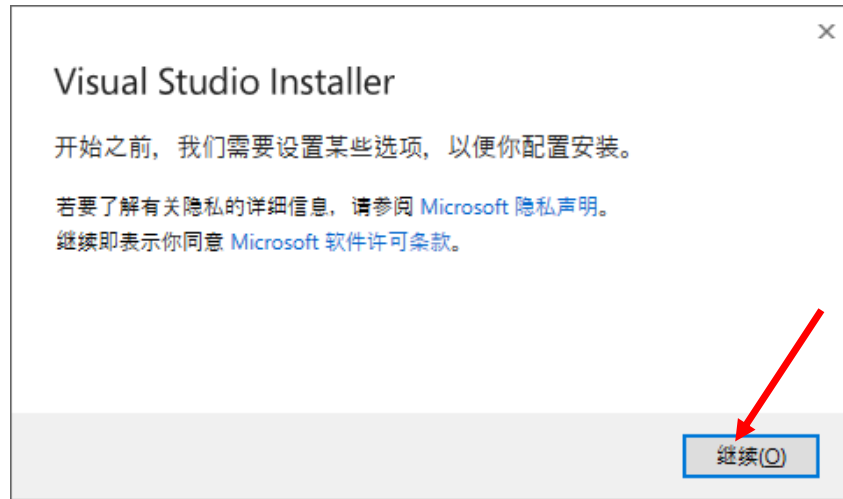 Visual Studio Installer
开始之前，我们需要设置某些选项，以便你配置安装。
若要了解有关隐私的详细信息，请参阅 Microsoft 隐私声明。
继续即表示你同意 Microsoft 软件许可条款。
继续(O)